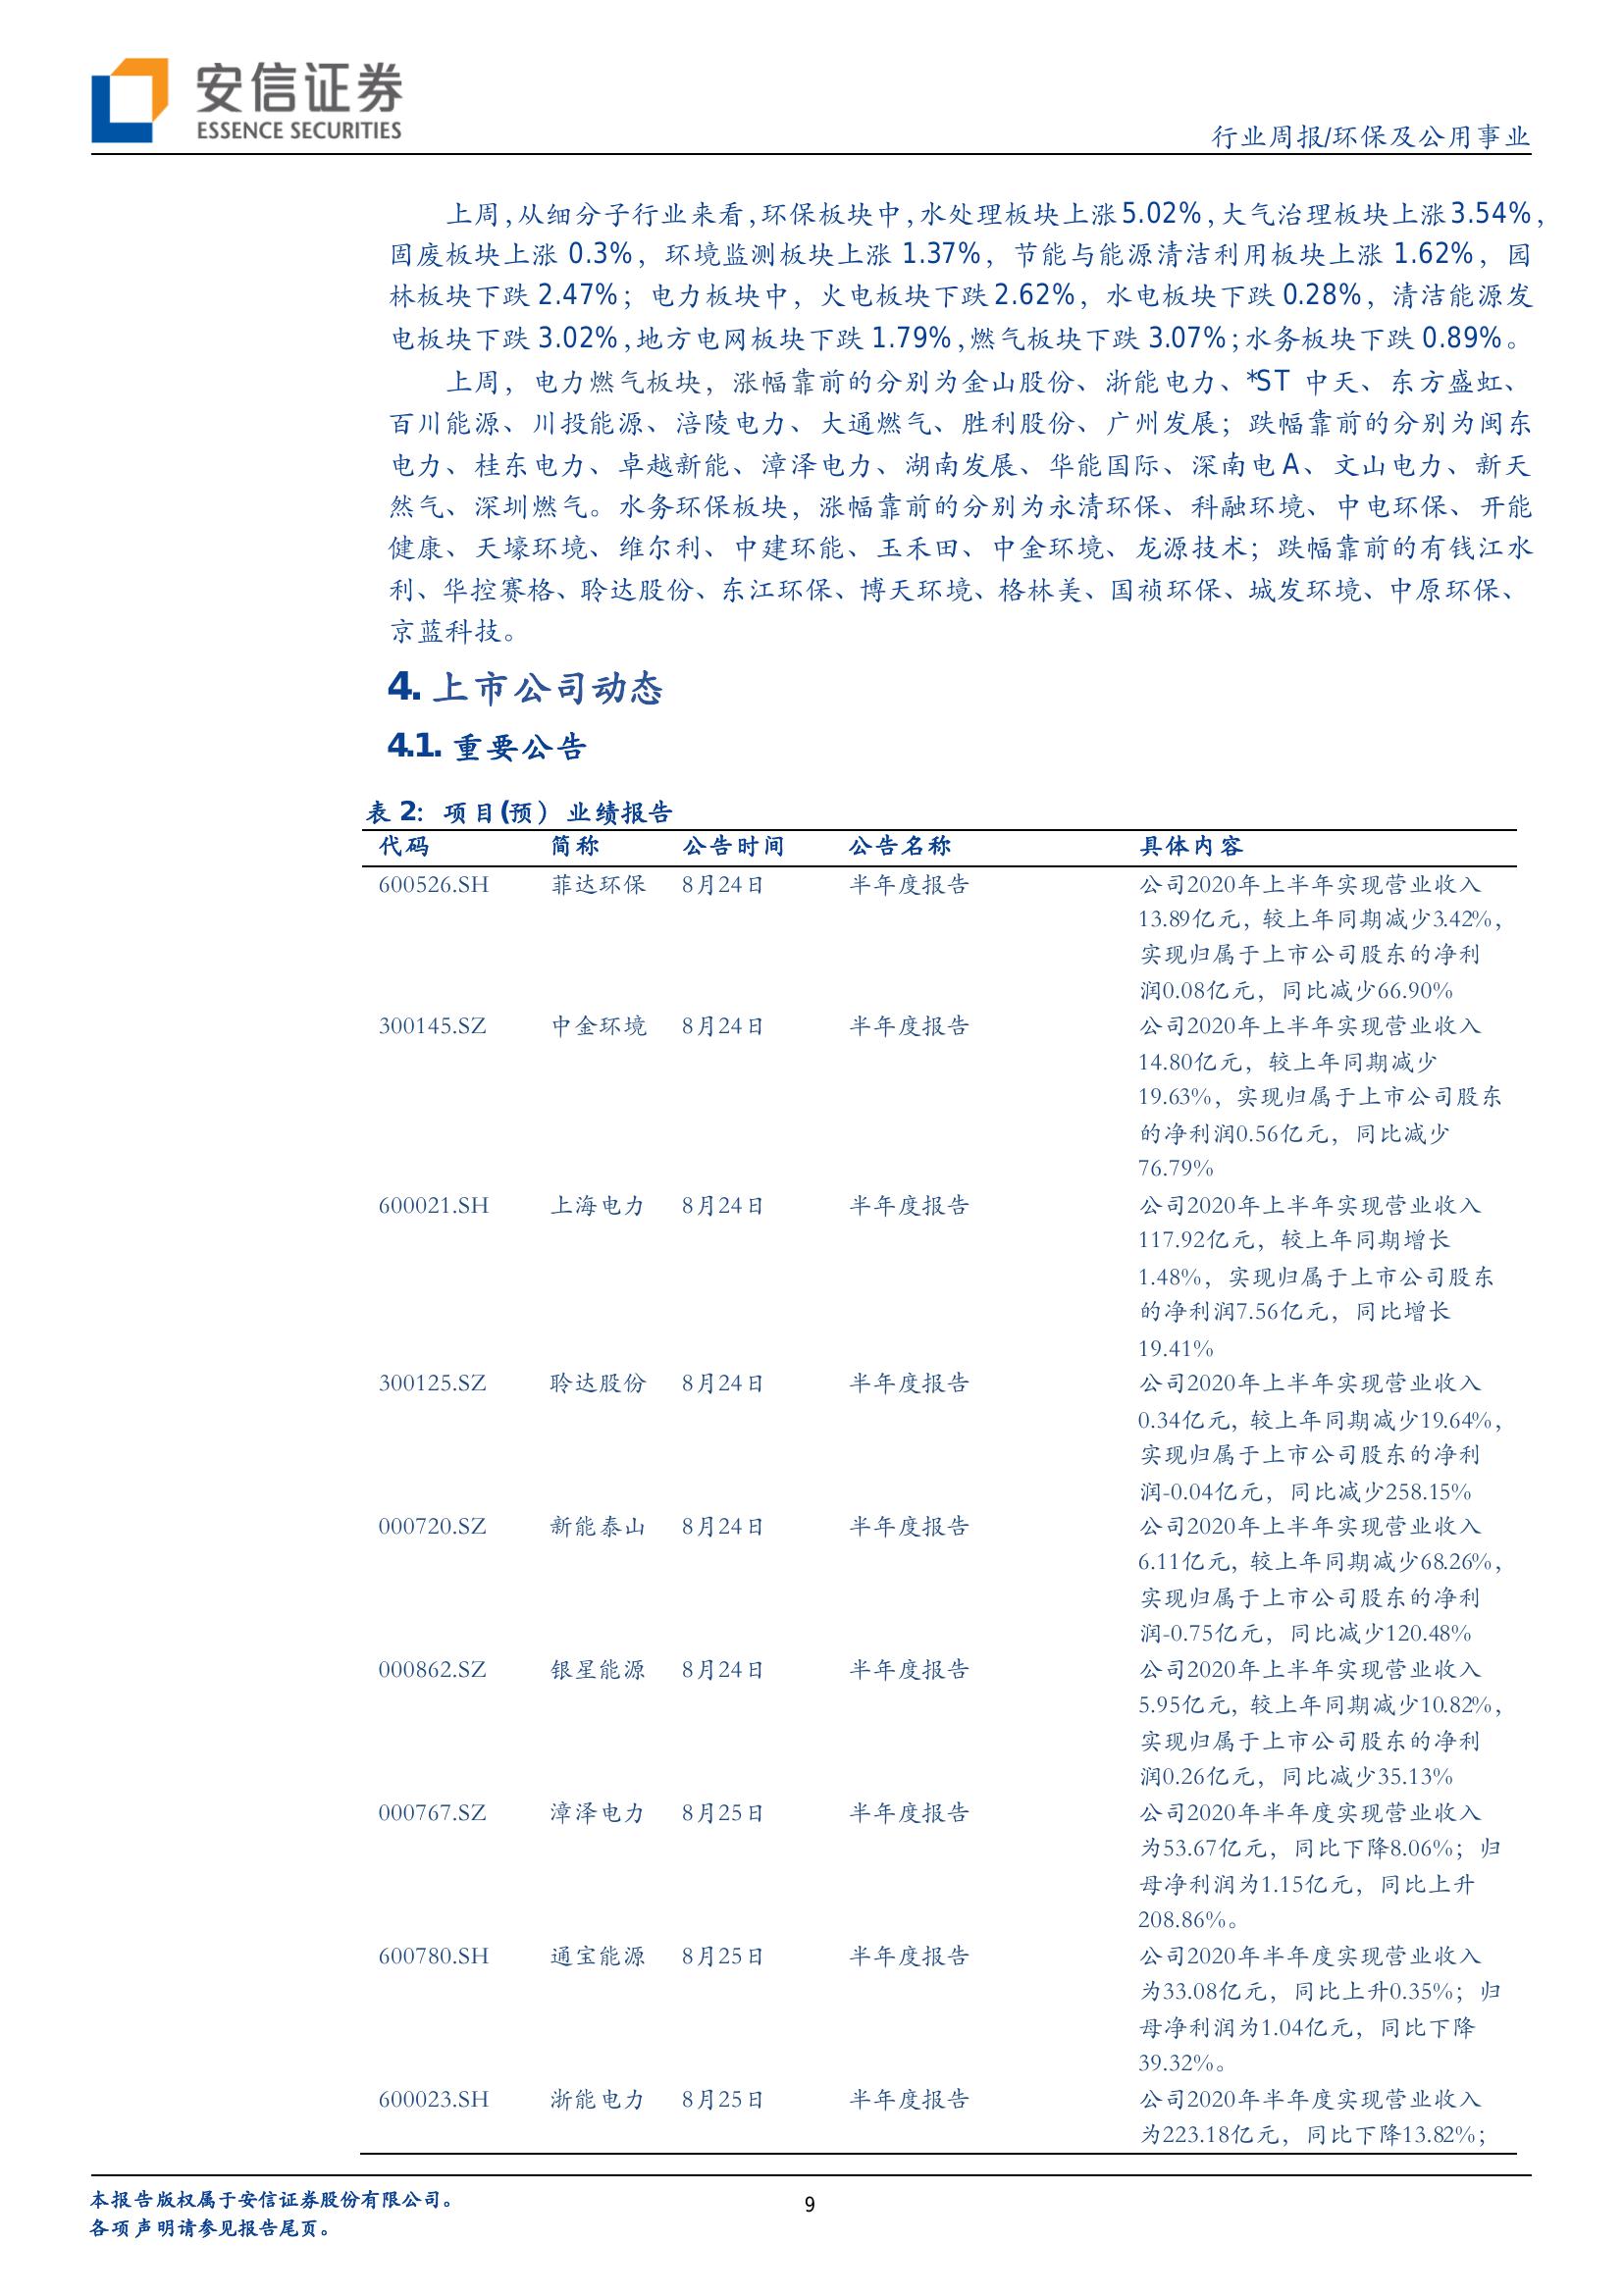 安信证券
ESSENCE SECURITIES
行业周报/环保及公用事业
上周，从细分子行业来看，环保板块中，水处理板块上涨5.02%，大气治理板块上涨3.54%，
固废板块上涨 0.3%，环境监测板块上涨 1.37%，节能与能源清洁利用板块上涨 1.62%，园
林板块下跌 2.47%；电力板块中，火电板块下跌2.62%，水电板块下跌 0.28%，清洁能源发
电板块下跌 3.02%，地方电网板块下跌 1.79%，燃气板块下跌 3.07%；水务板块下跌 0.89%。
上周，电力燃气板块，涨幅靠前的分别为金山股份、浙能电力、*ST 中天、东方盛虹、
百川能源、川投能源、涪陵电力、大通燃气、胜利股份、广州发展；跌幅靠前的分别为闽东
电力、桂东电力、卓越新能、漳泽电力、湖南发展、华能国际、深南电 A、文山电力、新天
然气、深圳燃气。水务环保板块，涨幅靠前的分别为永清环保、科融环境、中电环保、开能
健康、天壕环境、维尔利、中建环能、玉禾田、中金环境、龙源技术；跌幅靠前的有钱江水
利、华控赛格、聆达股份、东江环保、博天环境、格林美、国祯环保、城发环境、中原环保、
京蓝科技。
4. 上市公司动态
4.1. 重要公告
表 2： 项目(预） 业绩报告
代码 简称 公告时间 公告名称 具体内容
600526.SH 菲达环保 8月24日 半年度报告 公司2020年上半年实现营业收入
13.89亿元，较上年同期减少3.42%，
实现归属于上市公司股东的净利
润0.08亿元，同比减少66.90%
300145.SZ 中金环境 8月24日 半年度报告 公司2020年上半年实现营业收入
14.80亿元，较上年同期减少
19.63%，实现归属于上市公司股东
的净利润0.56亿元，同比减少
76.79%
600021.SH 上海电力 8月24日 半年度报告 公司2020年上半年实现营业收入
117.92亿元，较上年同期增长
1.48%，实现归属于上市公司股东
的净利润7.56亿元，同比增长
19.41%
300125.SZ 聆达股份 8月24日 半年度报告 公司2020年上半年实现营业收入
0.34亿元，较上年同期减少19.64%，
实现归属于上市公司股东的净利
润-0.04亿元，同比减少258.15%
000720.SZ 新能泰山 8月24日 半年度报告 公司2020年上半年实现营业收入
6.11亿元，较上年同期减少68.26%，
实现归属于上市公司股东的净利
润-0.75亿元，同比减少120.48%
000862.SZ 银星能源 8月24日 半年度报告 公司2020年上半年实现营业收入
5.95亿元，较上年同期减少10.82%，
实现归属于上市公司股东的净利
润0.26亿元，同比减少35.13%
000767.SZ 漳泽电力 8月25日 半年度报告 公司2020年半年度实现营业收入
为53.67亿元，同比下降8.06%；归
母净利润为1.15亿元，同比上升
208.86%。
600780.SH 通宝能源 8月25日 半年度报告 公司2020年半年度实现营业收入
为33.08亿元，同比上升0.35%；归
母净利润为1.04亿元，同比下降
39.32%。
600023.SH 浙能电力 8月25日 半年度报告 公司2020年半年度实现营业收入
为223.18亿元，同比下降13.82%；
本报告版权属于安信证券股份有限公司。
9
各项声明请参见报告尾页。